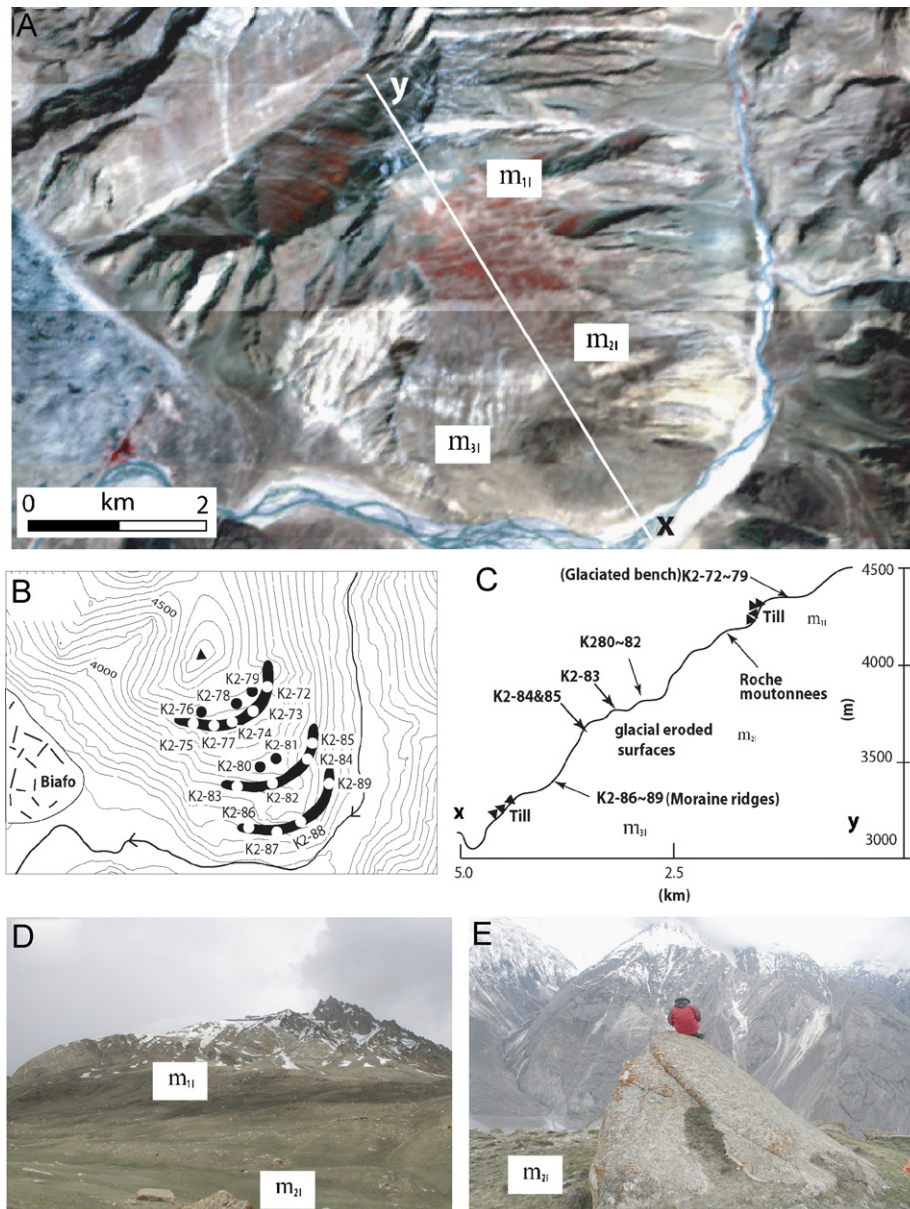 A
y
m1l
m2l
m3l
0 km 2
x
B
4500
4000
K2-79
K2-78
K2-76
K2-72
K2-73
K2-74
K2-75
K2-77
K2-81
K2-80
K2-85
K2-84
K2-89
K2-83
K2-82
K2-86
K2-88
K2-87
Biafo
C
(Glaciated bench)K2-72~79
4500
Till
m1l
K280~82
K2-83
4000
Roche
moutonnees
K2-84&85
(m)
glacial eroded
surfaces
m2l
3500
K2-86~89 (Moraine ridges)
x
Till
m3l
y
3000
5.0
2.5
(km)
D
m1l
m2l
E
m2l